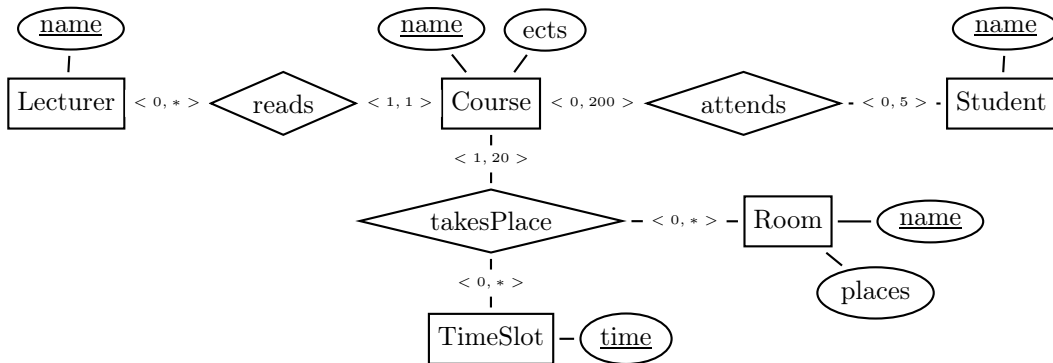 name
name
ects
name
Lecturer
< 0, * >
reads
< 1, 1 >
Course
< 0, 200 >
attends
< 0, 5 >
Student
< 1, 20 >
takesPlace
< 0, * >
Room
name
< 0, * >
places
TimeSlot
time